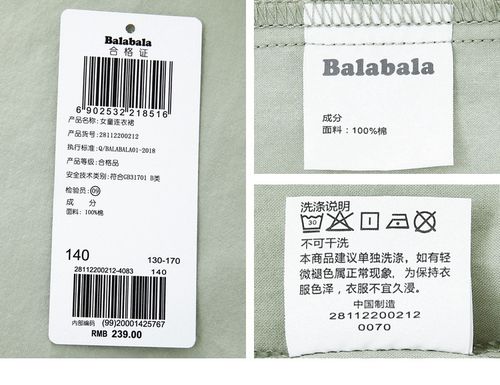 Balabala
合格证
6 902532 218516
产品名称: 女童连衣裙
产品货号: 28112200212
执行标准: Q/BALABALA01-2018
产品等级: 合格品
安全技术类别: 符合GB31701 B类
检验员: 09
成 分
面料: 100%棉
140 130-170
28112200212-4083 140
内部编码 (99)20001425767
RMB 239.00
Balabala
成分
面料: 100%棉
洗涤说明
30
不可干洗
本商品建议单独洗涤，如有轻
微褪色属正常现象，为保持衣
服色泽，衣服不宜久浸。
中国制造
28112200212
0070